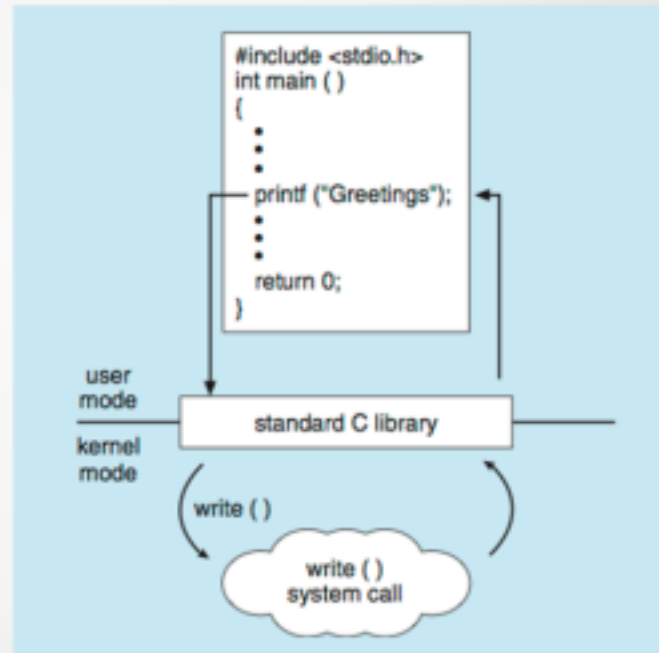 #include <stdio.h>
int main ( )
{
•
•
•
printf ("Greetings");
•
•
•
return 0;
}
user
mode
standard C library
kernel
mode
write ( )
write ( )
system call